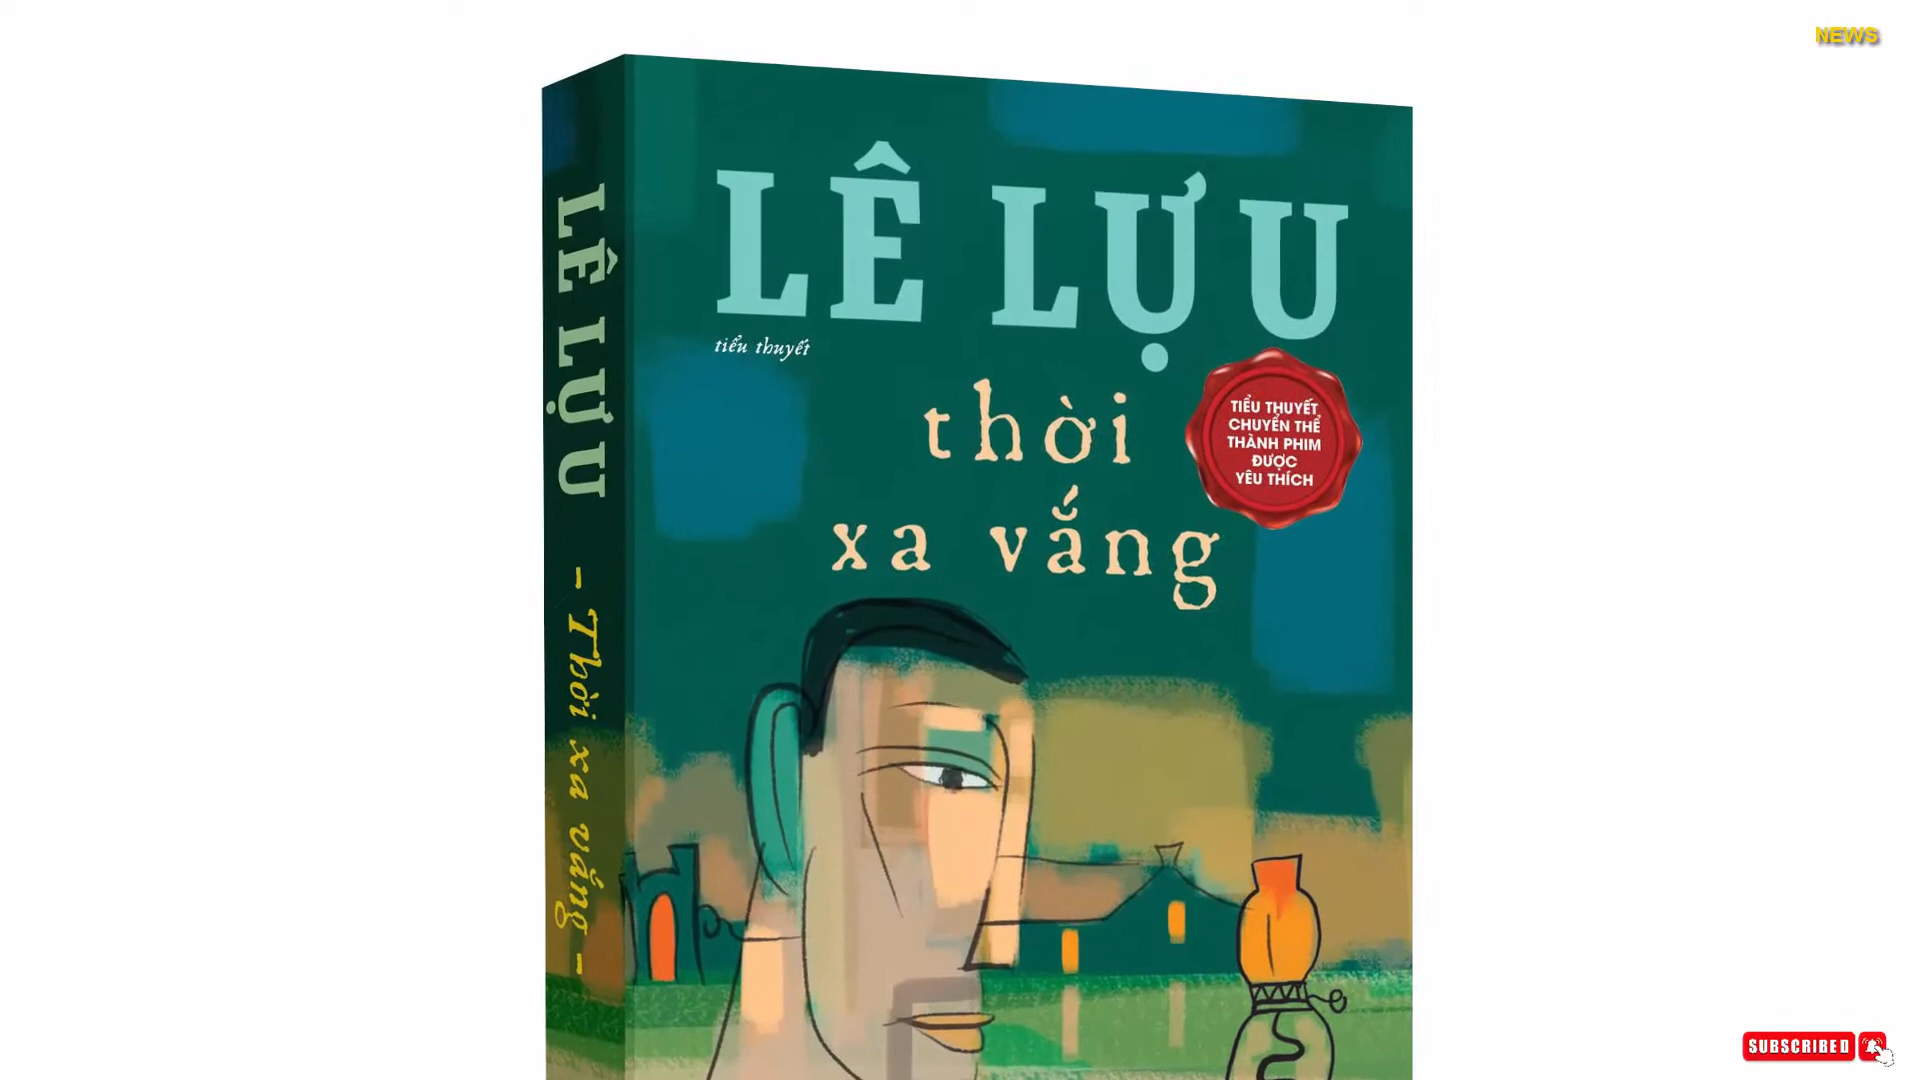 NEWS
LÊ LỰU
tiểu thuyết
thời
xa vắng
TIỂU THUYẾT
CHUYỂN THỂ
THÀNH PHIM
ĐƯỢC
YÊU THÍCH
LÊ LỰU - Thời xa vắng -
SUBSCRIBED